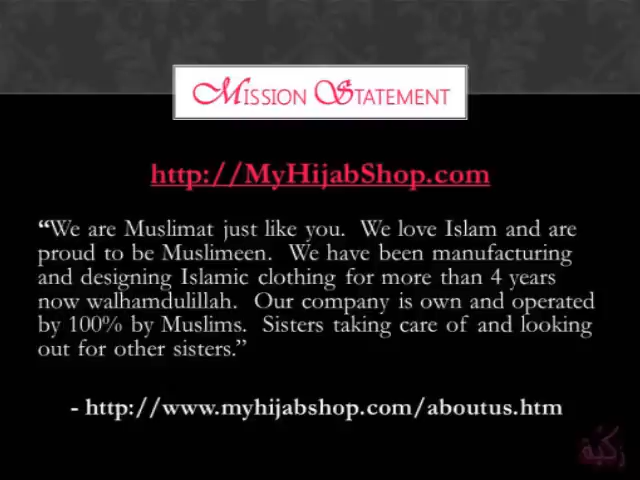 Mission Statement
http://MyHijabShop.com
“We are Muslimat just like you. We love Islam and are
proud to be Muslimeen. We have been manufacturing
and designing Islamic clothing for more than 4 years
now walhamdulillah. Our company is own and operated
by 100% by Muslims. Sisters taking care of and looking
out for other sisters.”
- http://www.myhijabshop.com/aboutus.htm